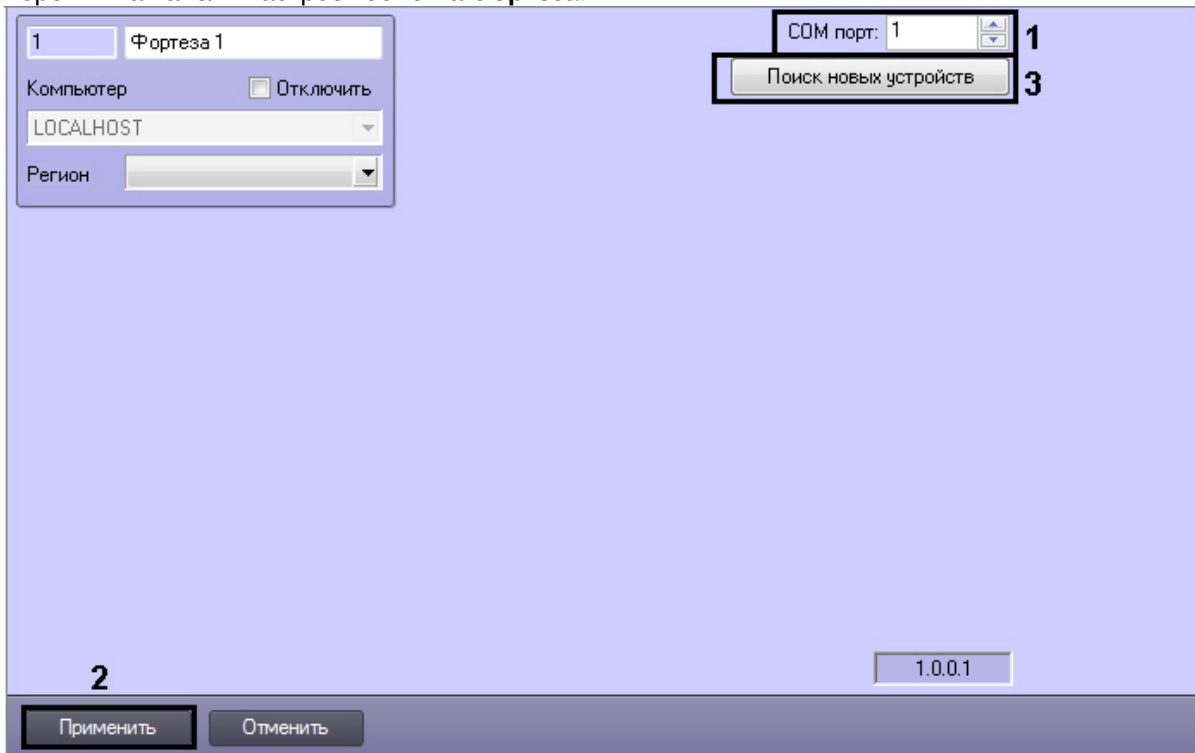 1 Фортеза 1
COM порт: 1 1
Компьютер Отключить
Поиск новых устройств 3
LOCALHOST
Регион
1.0.0.1
2
Применить Отменить